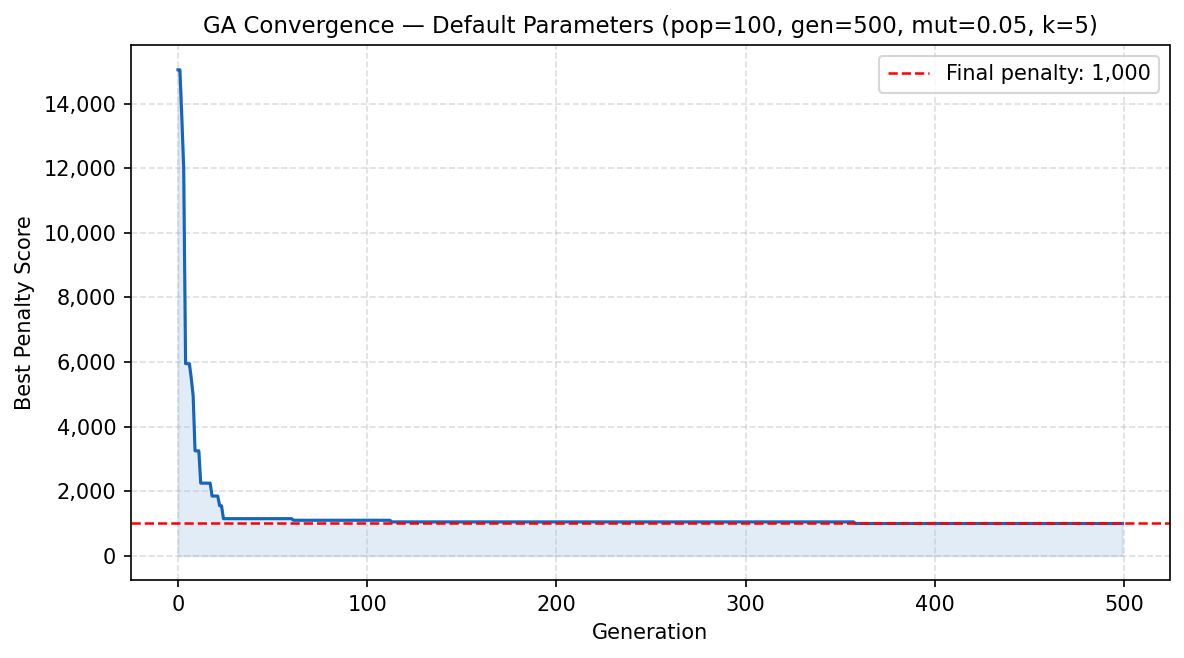 GA Convergence — Default Parameters (pop=100, gen=500, mut=0.05, k=5)
Final penalty: 1,000
Best Penalty Score
14,000
12,000
10,000
8,000
6,000
4,000
2,000
0
0 100 200 300 400 500
Generation